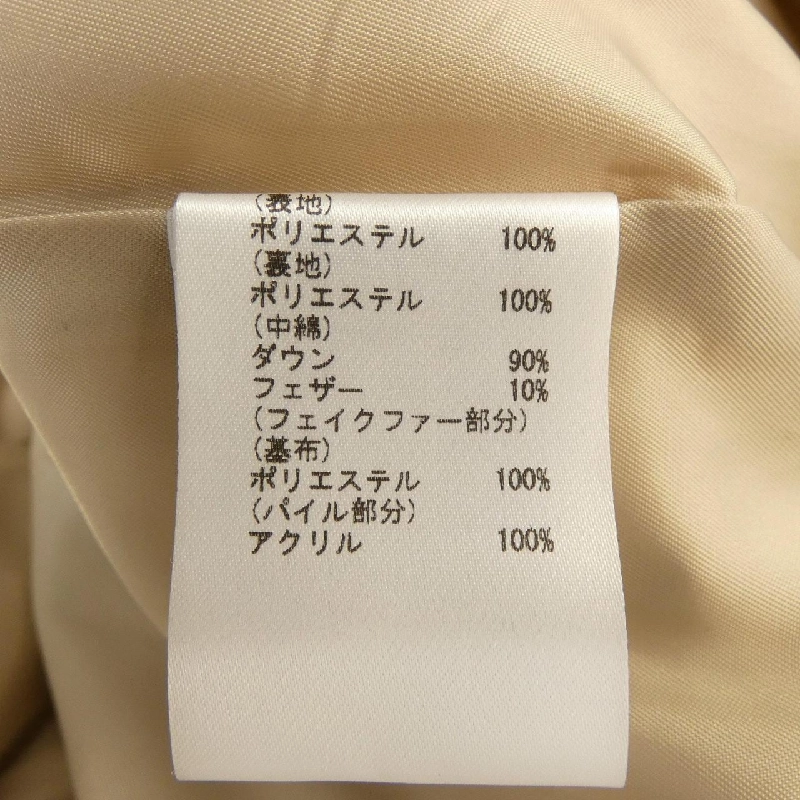 (表地)
ポリエステル 100%
(裏地)
ポリエステル 100%
(中綿)
ダウン 90%
フェザー 10%
(フェイクファー部分)
(基布)
ポリエステル 100%
(パイル部分)
アクリル 100%